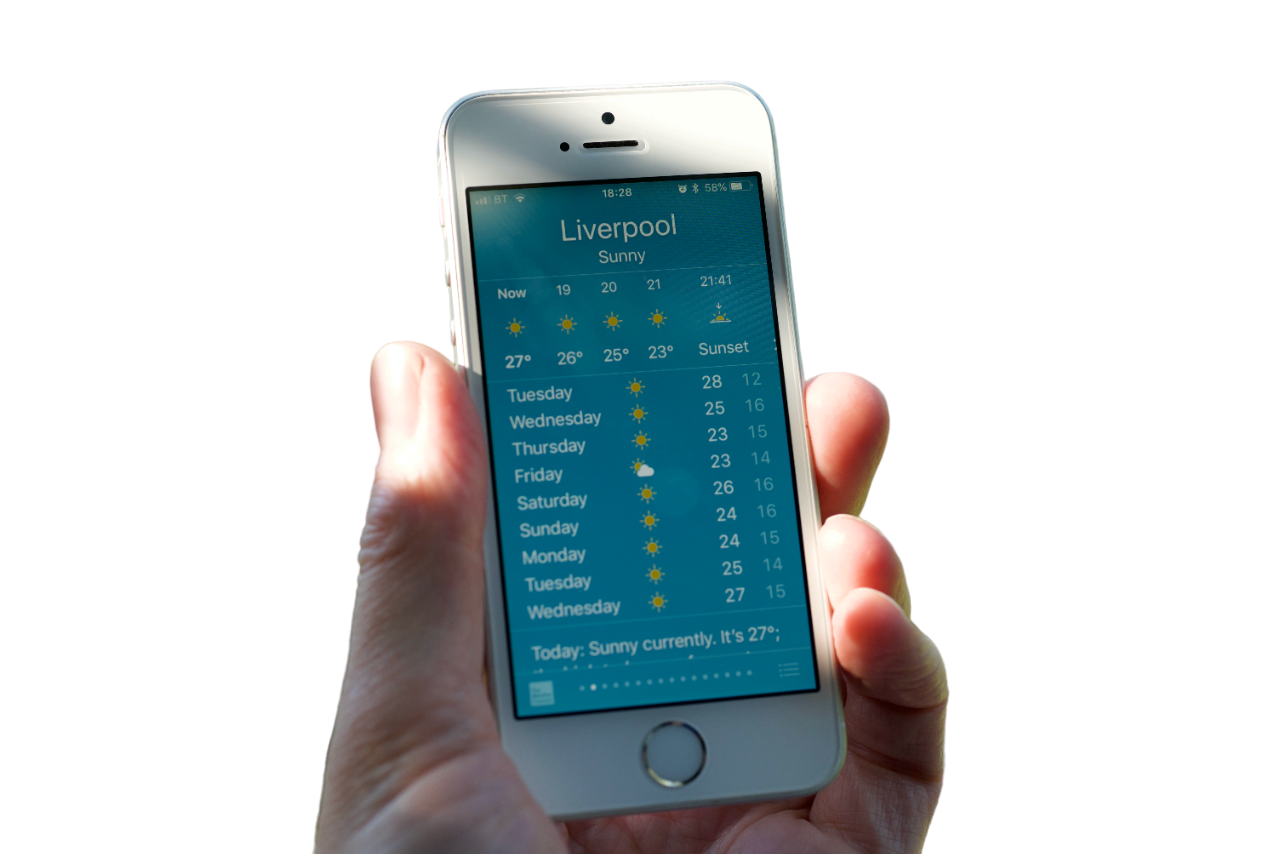 BT 18:28 58%
Liverpool
Sunny
Now 19 20 21 21:41
27° 26° 25° 23° Sunset
Tuesday 28 12
Wednesday 25 16
Thursday 23 15
Friday 23 14
Saturday 26 16
Sunday 24 16
Monday 24 15
Tuesday 25 14
Wednesday 27 15
Today: Sunny currently. It's 27°;